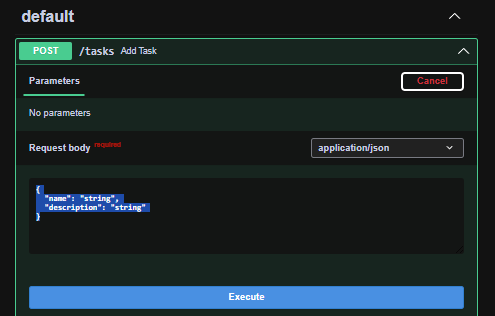 default
POST /tasks Add Task
Parameters Cancel
No parameters
Request body required application/json
{
"name": "string",
"description": "string"
}
Execute